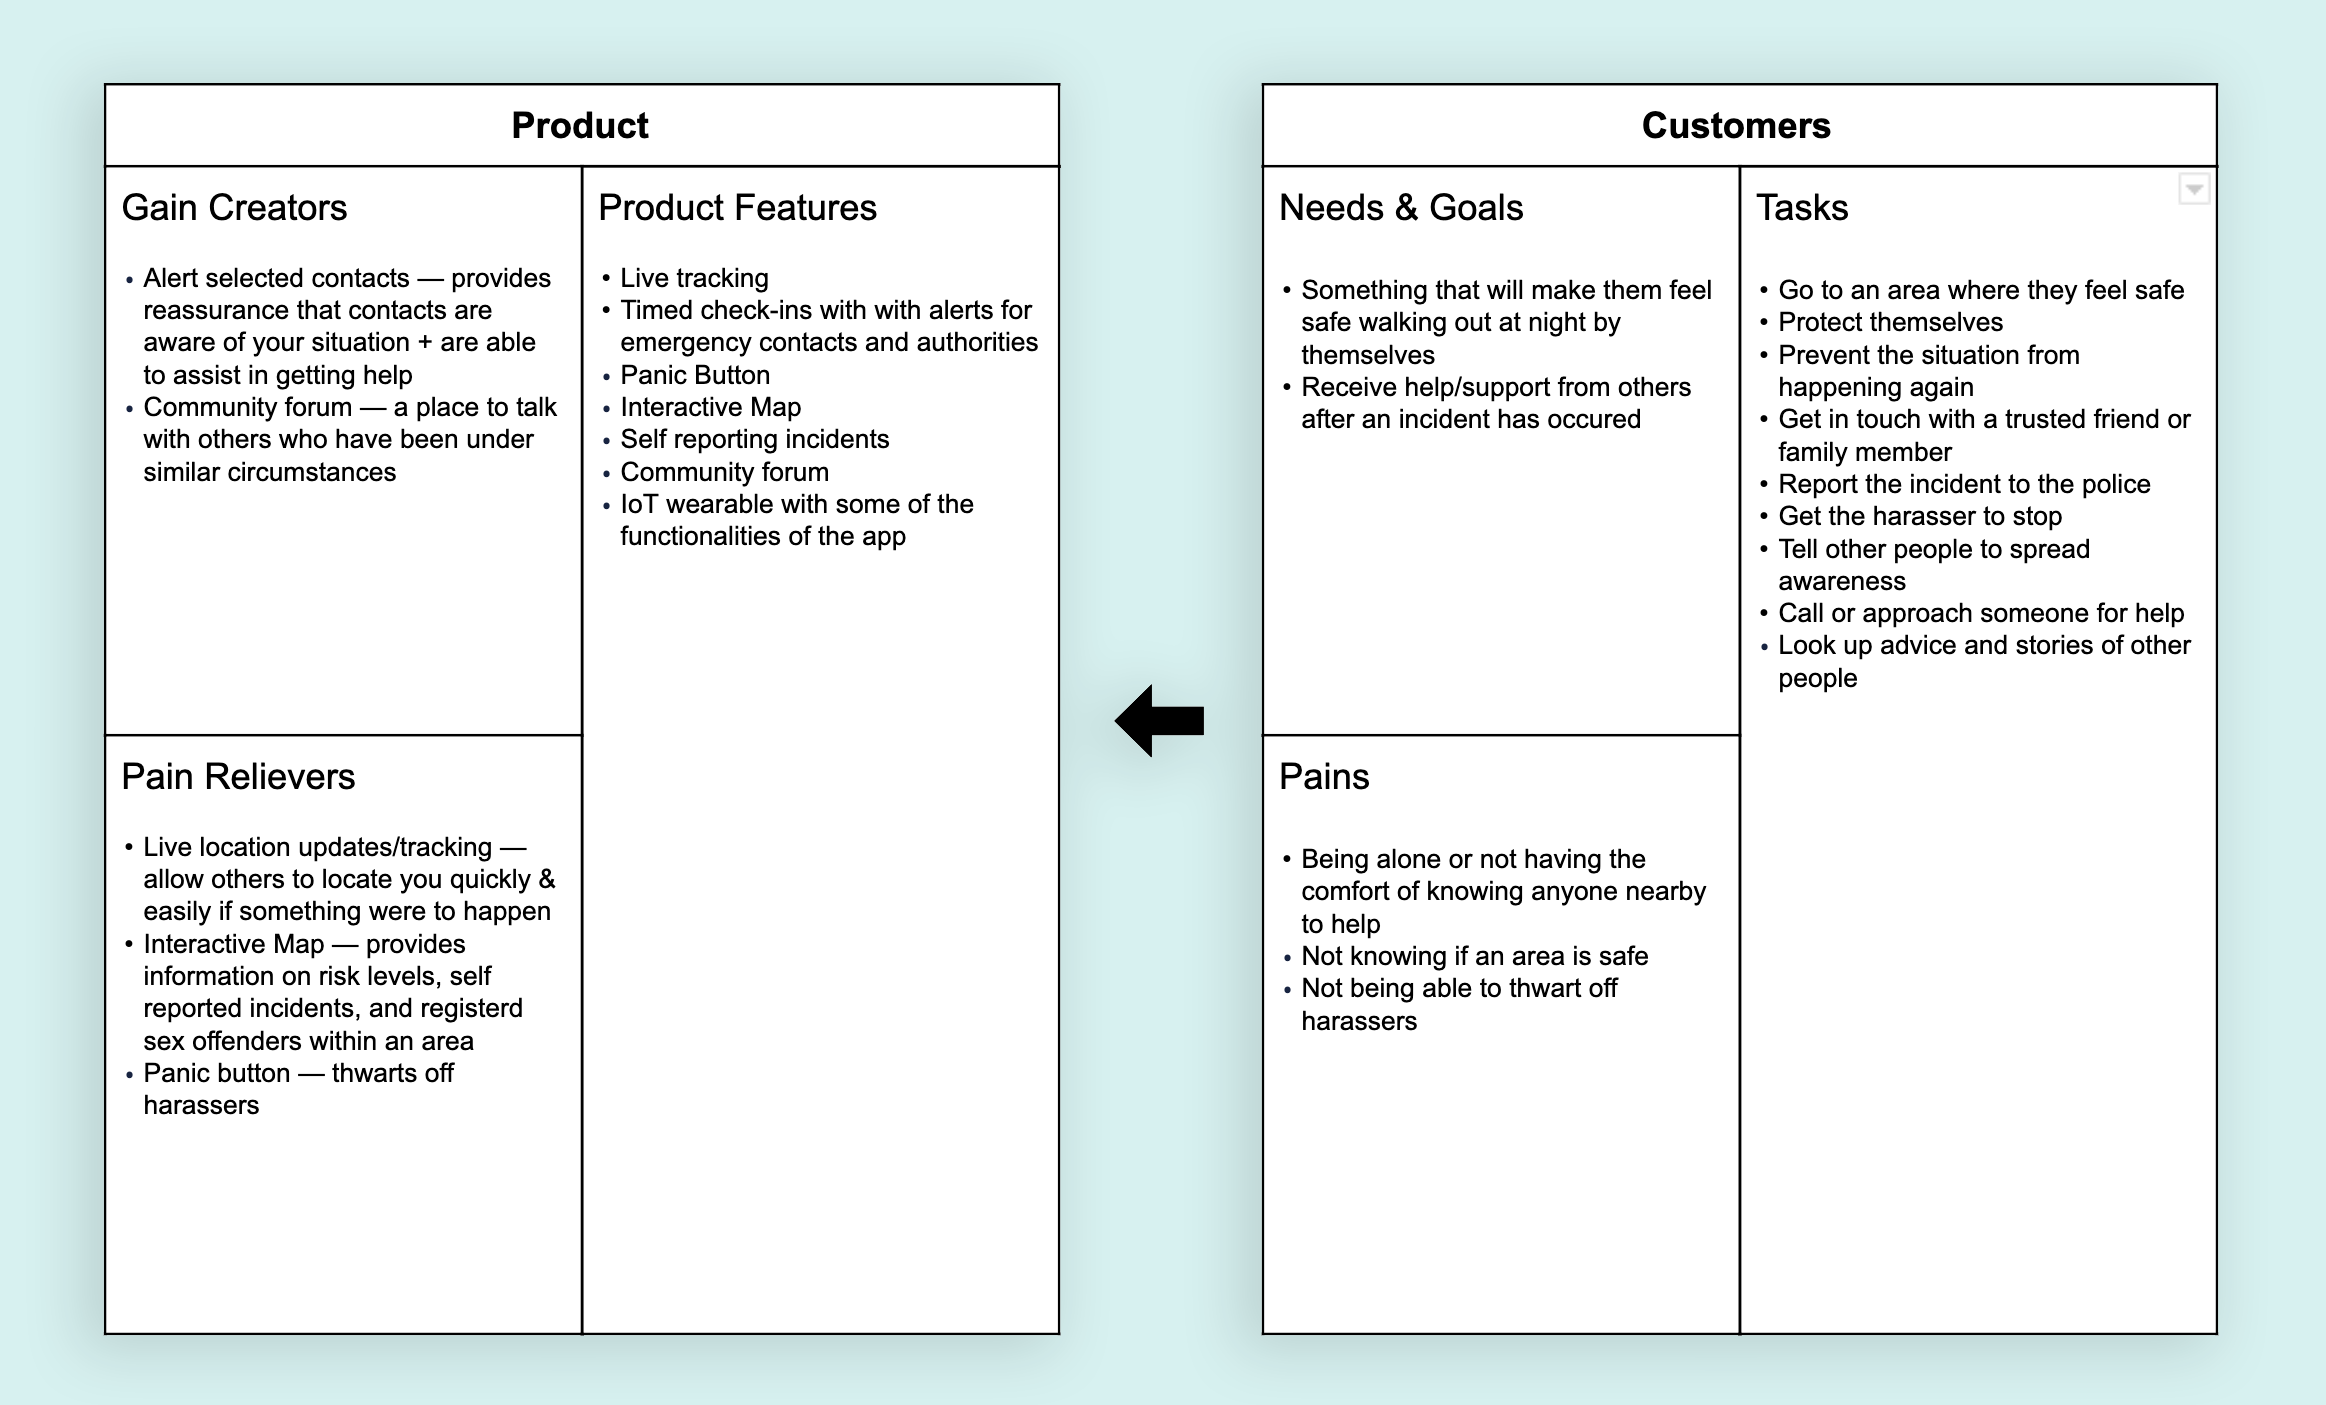 Product
Gain Creators
• Alert selected contacts — provides
reassurance that contacts are
aware of your situation + are able
to assist in getting help
• Community forum — a place to talk
with others who have been under
similar circumstances
Pain Relievers
• Live location updates/tracking —
allow others to locate you quickly &
easily if something were to happen
• Interactive Map — provides
information on risk levels, self
reported incidents, and registerd
sex offenders within an area
• Panic button — thwarts off
harassers
Product Features
• Live tracking
• Timed check-ins with with alerts for
emergency contacts and authorities
• Panic Button
• Interactive Map
• Self reporting incidents
• Community forum
• IoT wearable with some of the
functionalities of the app
Customers
Needs & Goals
• Something that will make them feel
safe walking out at night by
themselves
• Receive help/support from others
after an incident has occured
Pains
• Being alone or not having the
comfort of knowing anyone nearby
to help
• Not knowing if an area is safe
• Not being able to thwart off
harassers
Tasks
• Go to an area where they feel safe
• Protect themselves
• Prevent the situation from
happening again
• Get in touch with a trusted friend or
family member
• Report the incident to the police
• Get the harasser to stop
• Tell other people to spread
awareness
• Call or approach someone for help
• Look up advice and stories of other
people